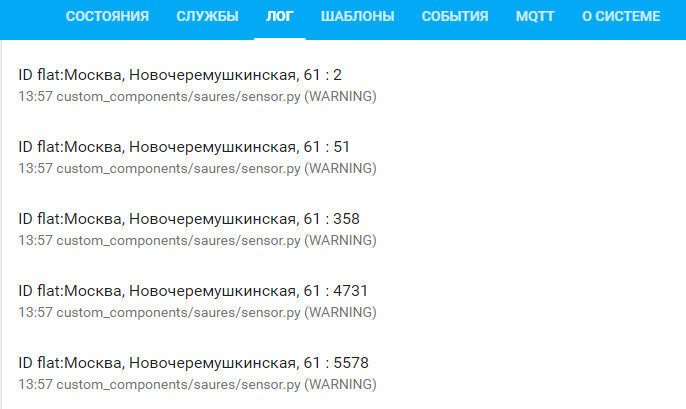 СОСТОЯНИЯ СЛУЖБЫ ЛОГ ШАБЛОНЫ СОБЫТИЯ MQTT О СИСТЕМЕ
ID flat:Москва, Новочеремушкинская, 61 : 2
13:57 custom_components/saures/sensor.py (WARNING)
ID flat:Москва, Новочеремушкинская, 61 : 51
13:57 custom_components/saures/sensor.py (WARNING)
ID flat:Москва, Новочеремушкинская, 61 : 358
13:57 custom_components/saures/sensor.py (WARNING)
ID flat:Москва, Новочеремушкинская, 61 : 4731
13:57 custom_components/saures/sensor.py (WARNING)
ID flat:Москва, Новочеремушкинская, 61 : 5578
13:57 custom_components/saures/sensor.py (WARNING)